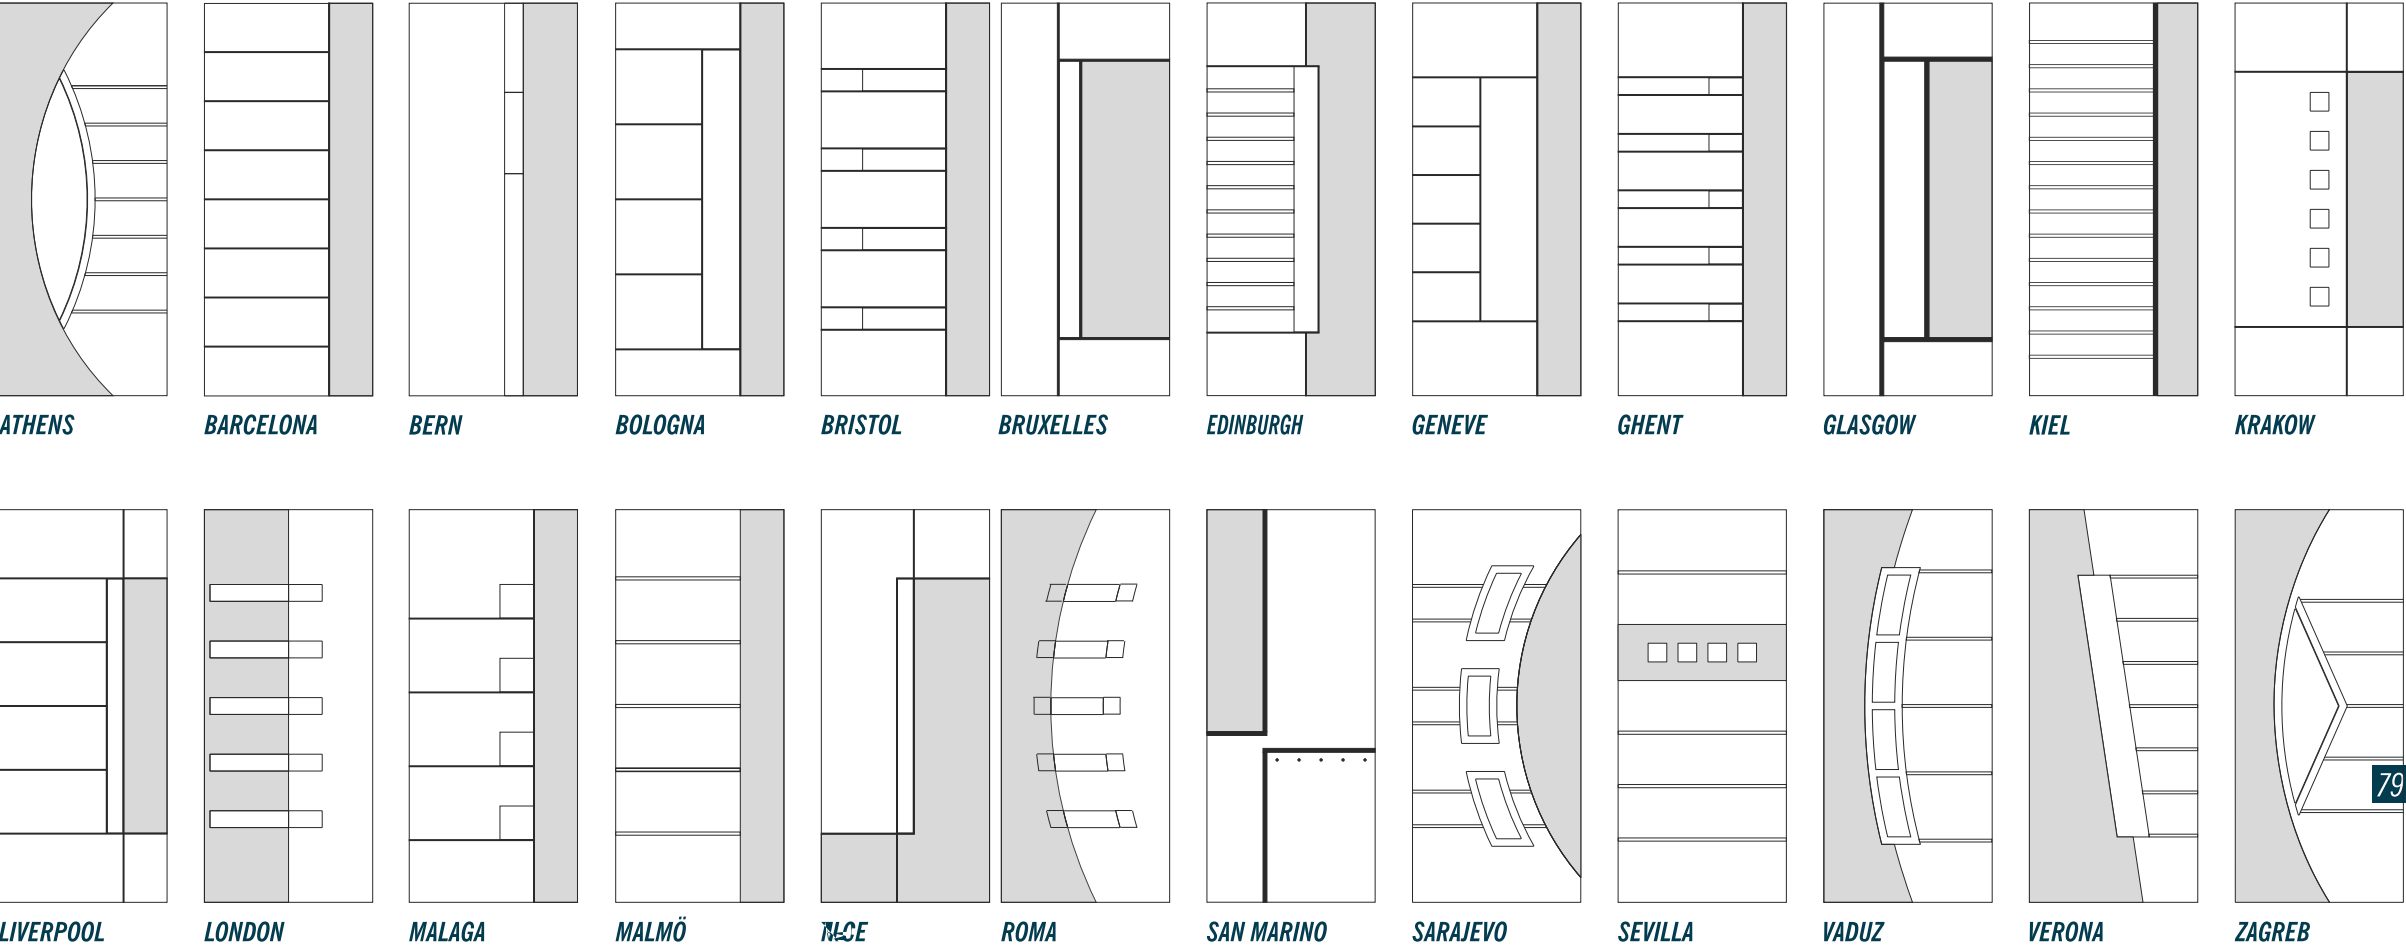 ATHENS BARCELONA BERN BOLOGNA BRISTOL BRUXELLES EDINBURGH GENEVE GHENT GLASGOW KIEL KRAKOW
79
LIVERPOOL LONDON MALAGA MALMÖ ROMA SAN MARINO SARAJEVO SEVILLA VADUZ VERONA ZAGREB